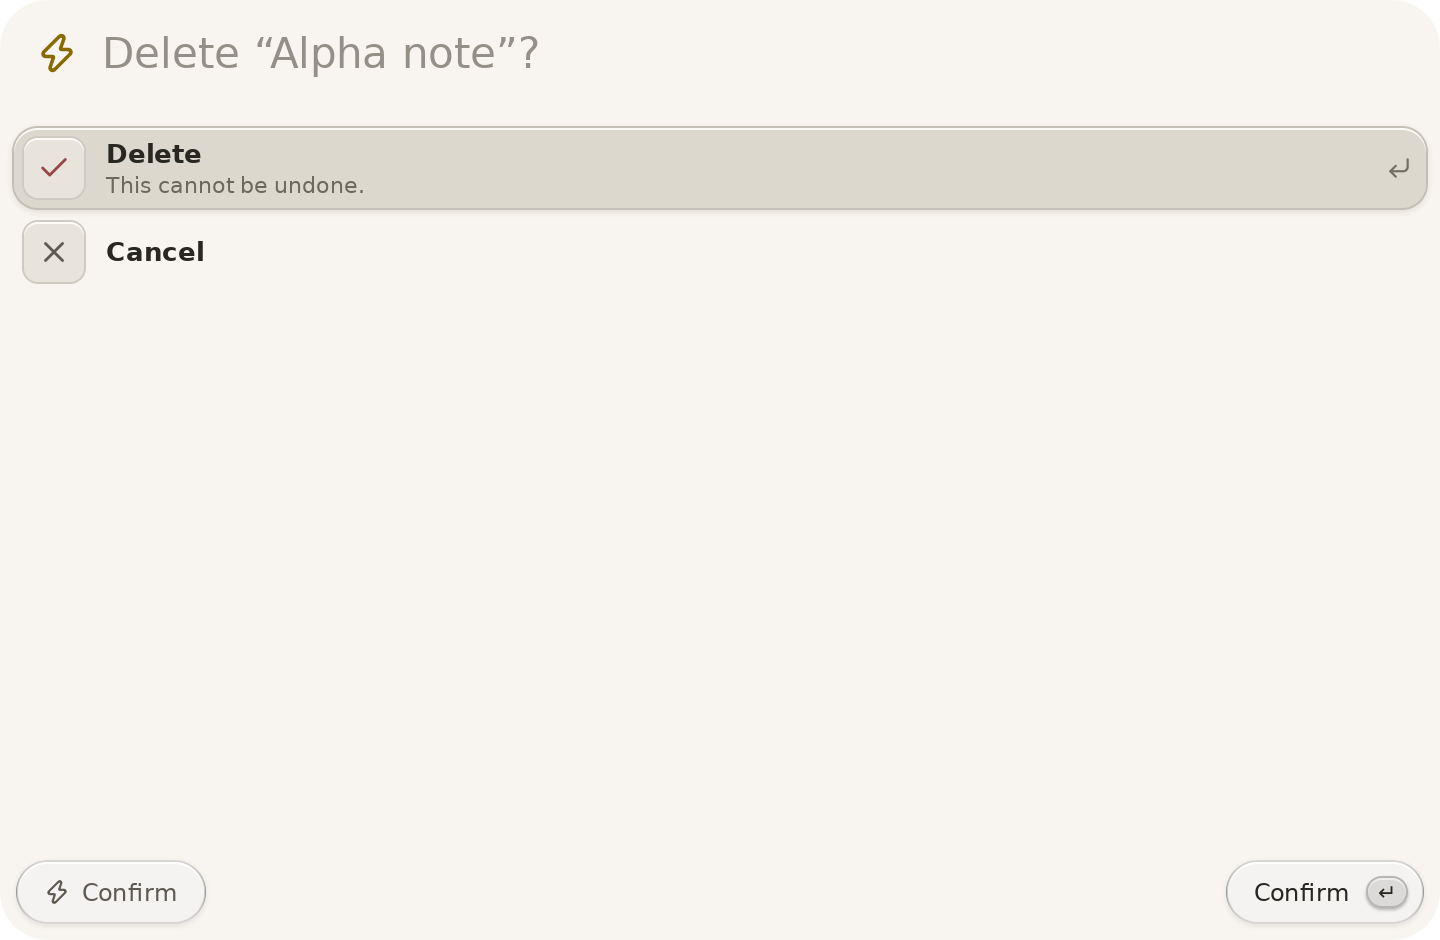 Delete “Alpha note”?
Delete
This cannot be undone.
Cancel
Confirm
Confirm